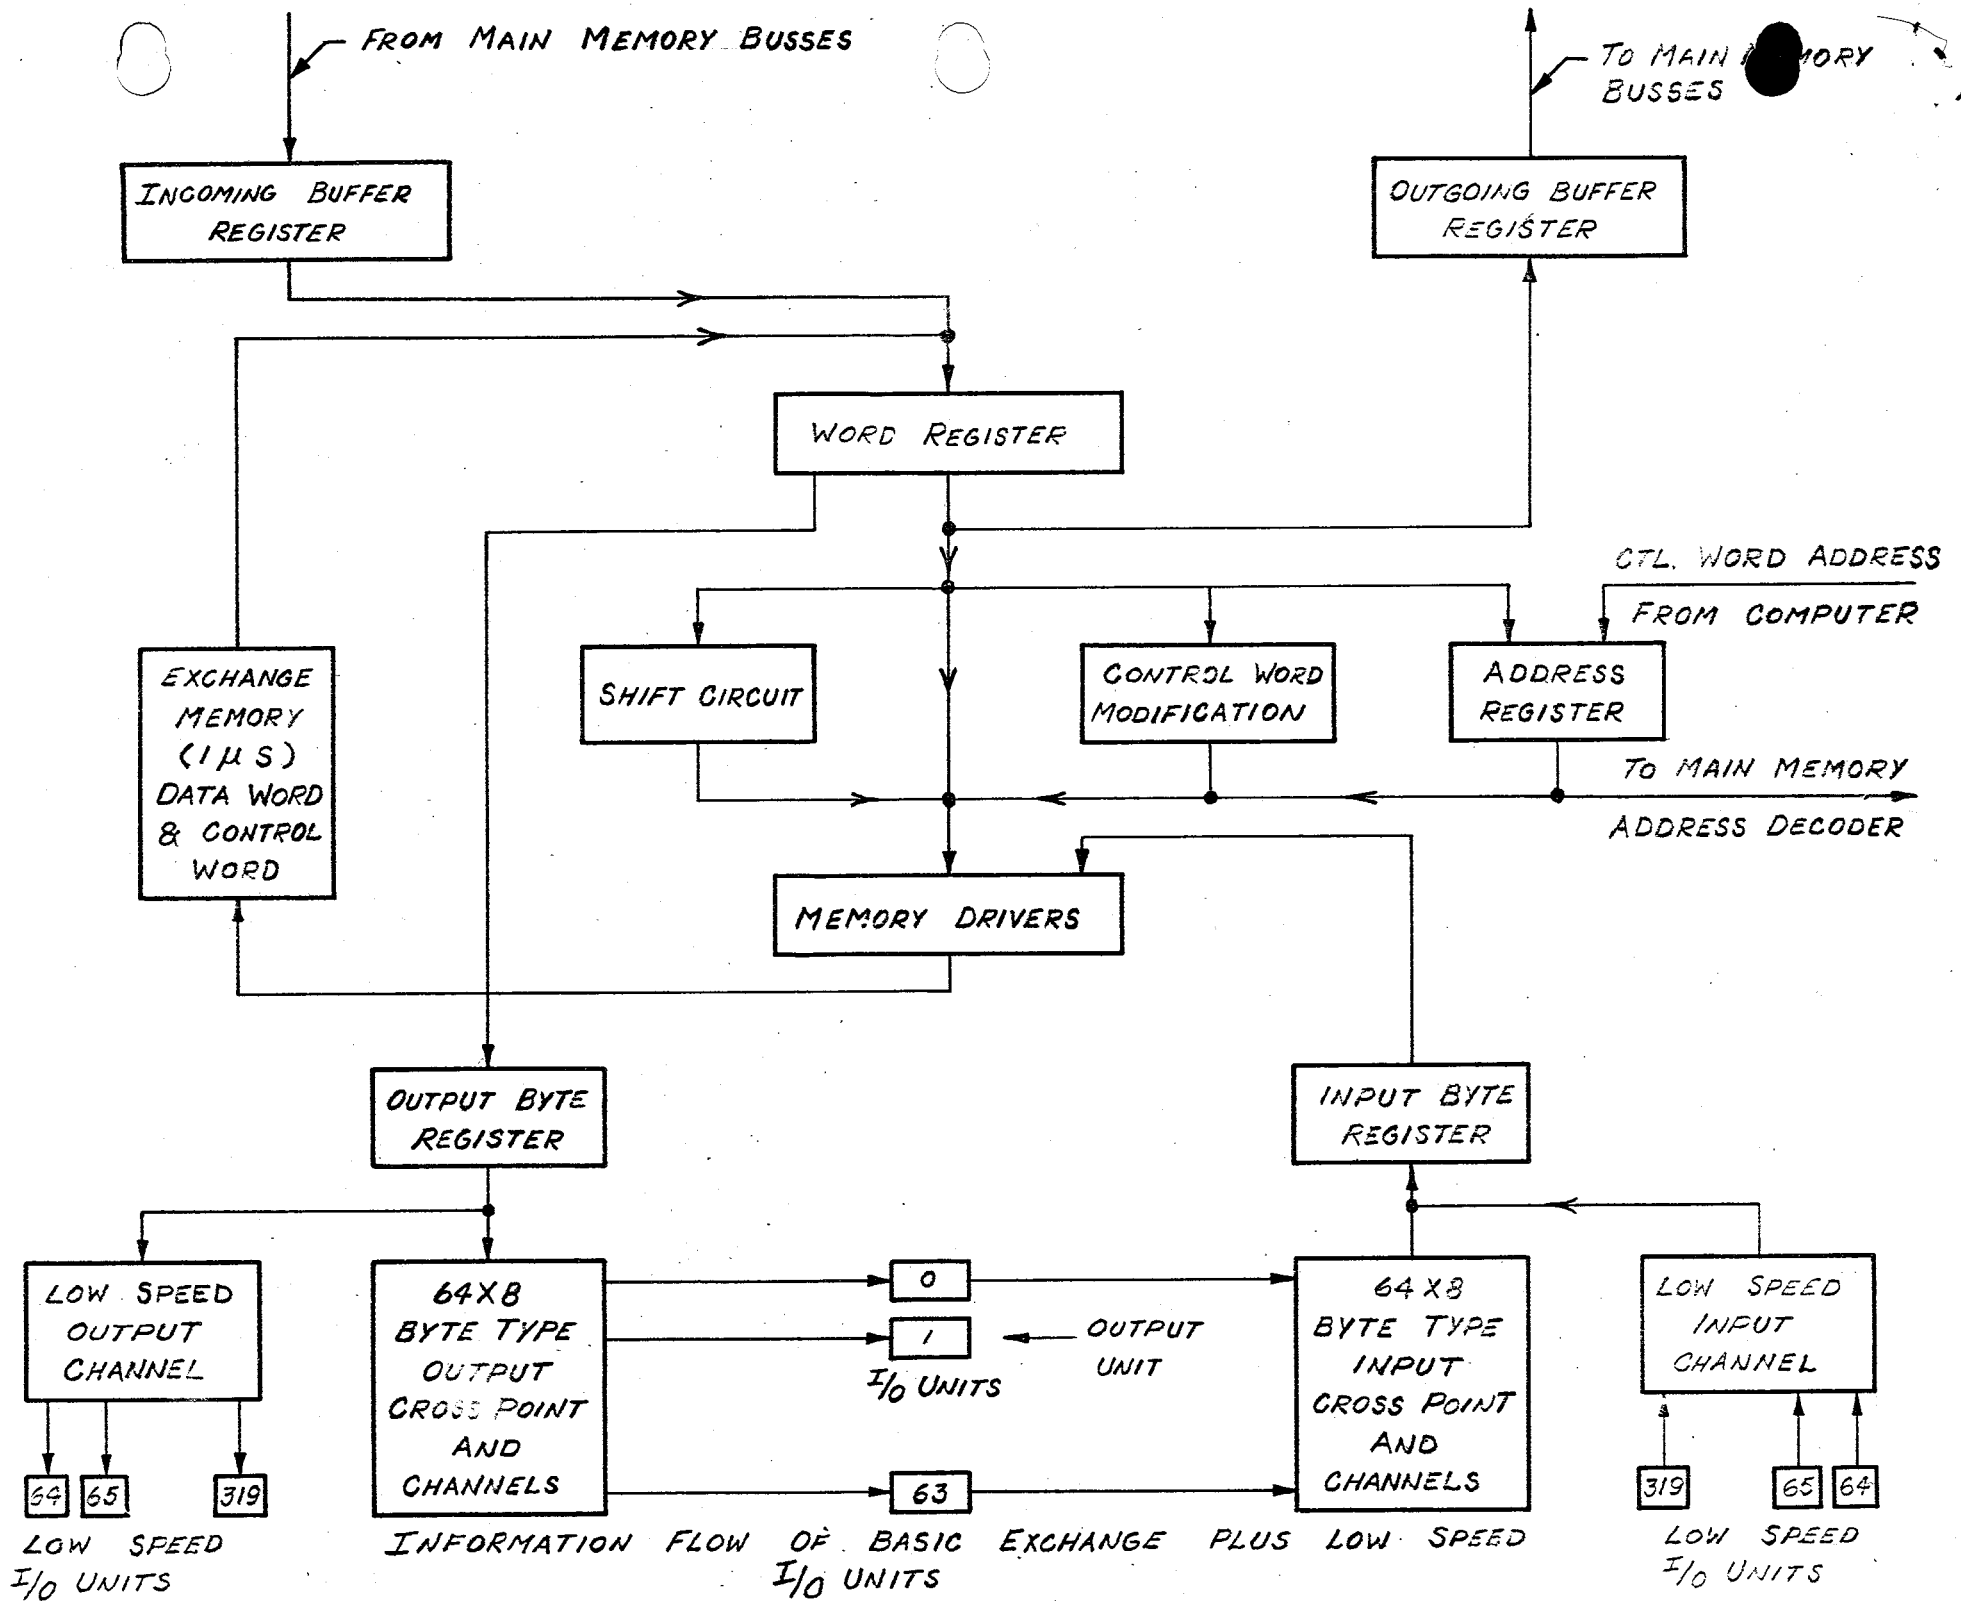 FROM MAIN MEMORY BUSSES
TO MAIN MORY
BUSSES
INCOMING BUFFER
REGISTER
OUTGOING BUFFER
REGISTER
WORD REGISTER
CTL. WORD ADDRESS
FROM COMPUTER
EXCHANGE
MEMORY
(1 μ S)
DATA WORD
& CONTROL
WORD
SHIFT CIRCUIT
CONTROL WORD
MODIFICATION
ADDRESS
REGISTER
TO MAIN MEMORY
ADDRESS DECODER
MEMORY DRIVERS
OUTPUT BYTE
REGISTER
INPUT BYTE
REGISTER
LOW SPEED
OUTPUT
CHANNEL
64X8
BYTE TYPE
OUTPUT
CROSS POINT
AND
CHANNELS
0
1
I/O UNITS
OUTPUT
UNIT
63
64X8
BYTE TYPE
INPUT
CROSS POINT
AND
CHANNELS
LOW SPEED
INPUT
CHANNEL
64 65 319
LOW SPEED
I/O UNITS
319 65 64
LOW SPEED
I/O UNITS
INFORMATION FLOW OF BASIC EXCHANGE PLUS LOW SPEED
I/O UNITS